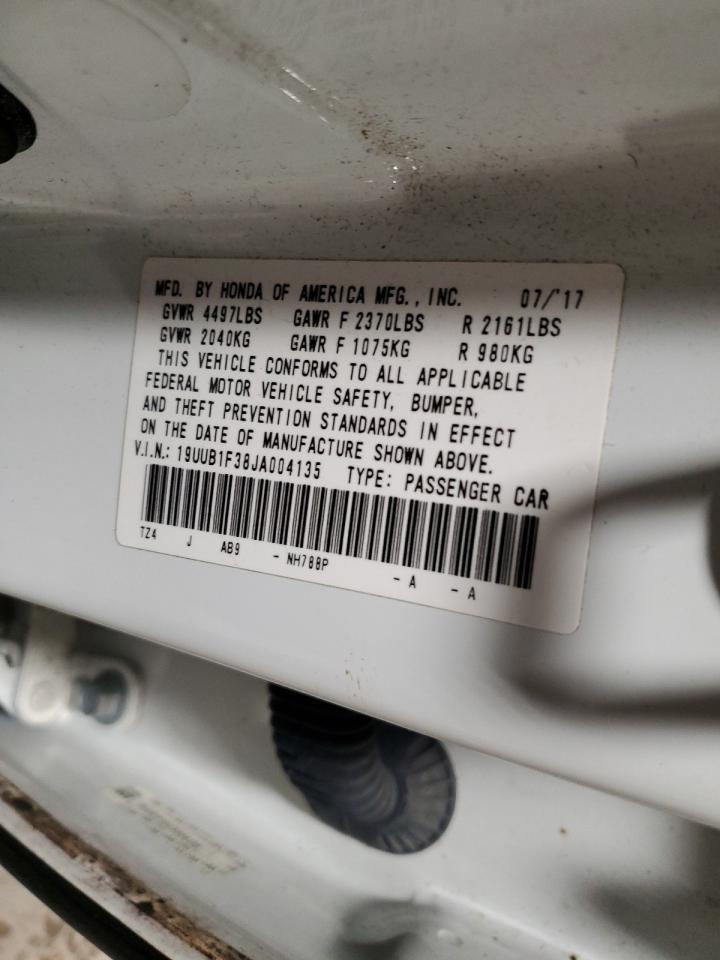 MFD. BY HONDA OF AMERICA MFG., INC. 07/'17
GVWR 4497LBS GAWR F 2370LBS R 2161LBS
GVWR 2040KG GAWR F 1075KG R 980KG
THIS VEHICLE CONFORMS TO ALL APPLICABLE
FEDERAL MOTOR VEHICLE SAFETY, BUMPER,
AND THEFT PREVENTION STANDARDS IN EFFECT
ON THE DATE OF MANUFACTURE SHOWN ABOVE.
V.I.N.: 19UUB1F38JA004135 TYPE: PASSENGER CAR
TZ4 J AB9 - NH788P - A - A